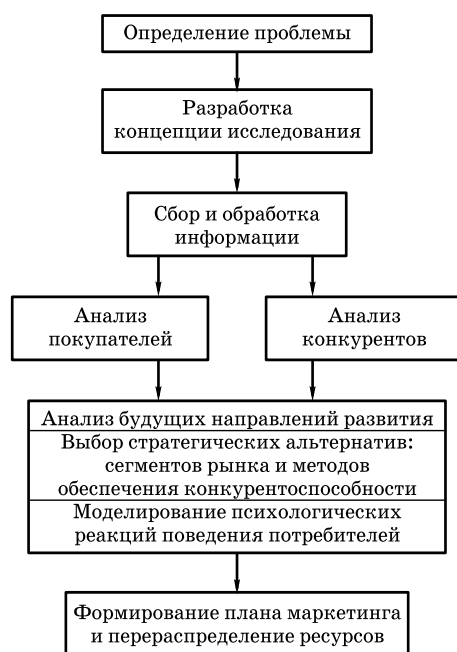 Определение проблемы
Разработка
концепции исследования
Сбор и обработка
информации
Анализ
покупателей
Анализ
конкурентов
Анализ будущих направлений развития
Выбор стратегических альтернатив:
сегментов рынка и методов
обеспечения конкурентоспособности
Моделирование психологических
реакций поведения потребителей
Формирование плана маркетинга
и перераспределение ресурсов